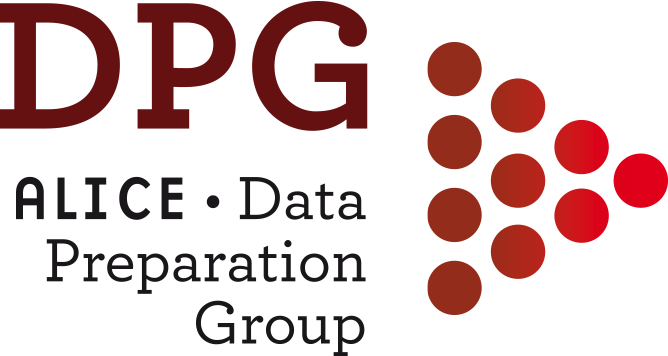 DPG
ALICE • Data
Preparation
Group